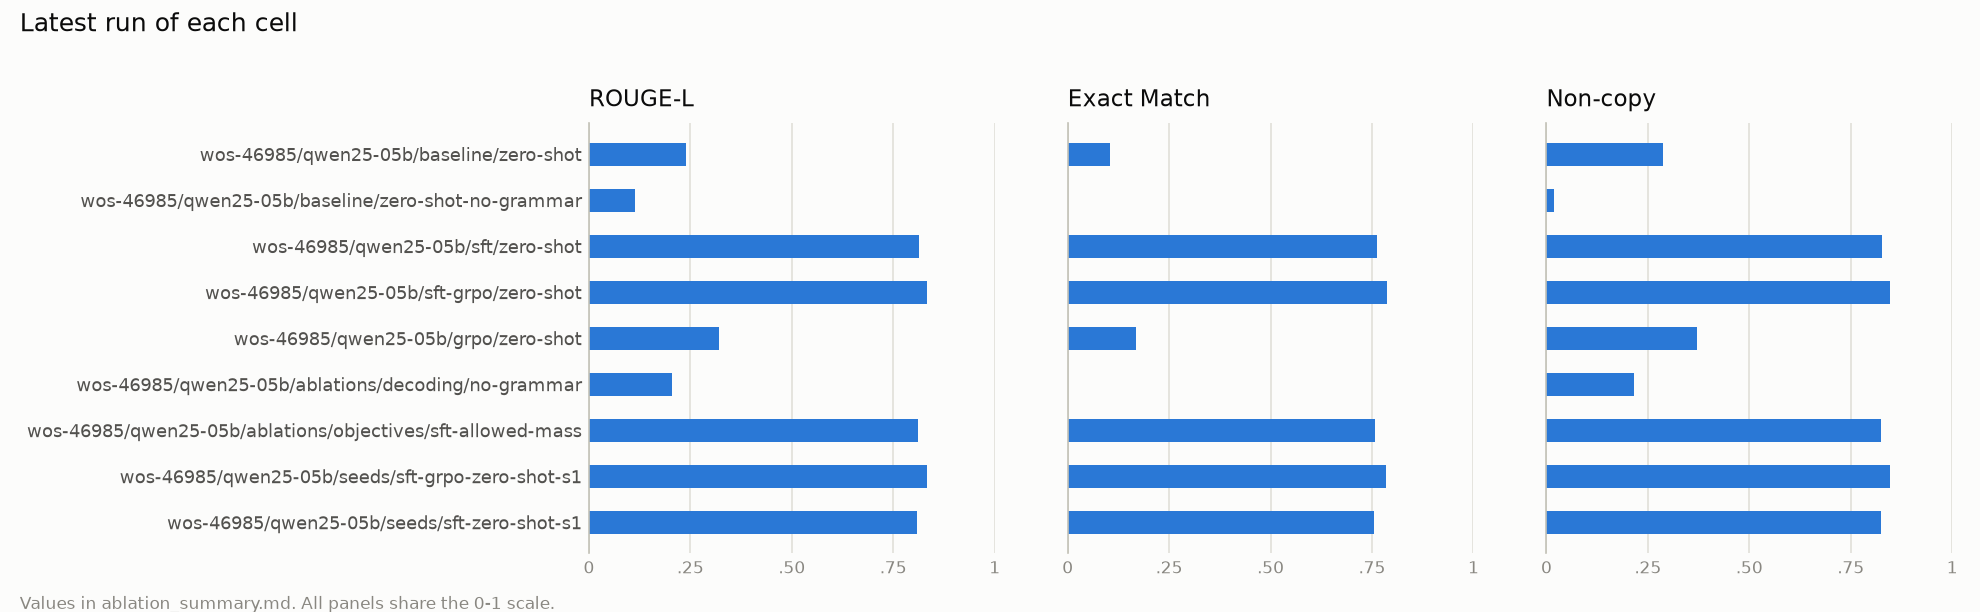 Latest run of each cell
ROUGE-L
Exact Match
Non-copy
wos-46985/qwen25-05b/baseline/zero-shot
wos-46985/qwen25-05b/baseline/zero-shot-no-grammar
wos-46985/qwen25-05b/sft/zero-shot
wos-46985/qwen25-05b/sft-grpo/zero-shot
wos-46985/qwen25-05b/grpo/zero-shot
wos-46985/qwen25-05b/ablations/decoding/no-grammar
wos-46985/qwen25-05b/ablations/objectives/sft-allowed-mass
wos-46985/qwen25-05b/seeds/sft-grpo-zero-shot-s1
wos-46985/qwen25-05b/seeds/sft-zero-shot-s1
0 .25 .50 .75 1
0 .25 .50 .75 1
0 .25 .50 .75 1
Values in ablation_summary.md. All panels share the 0-1 scale.